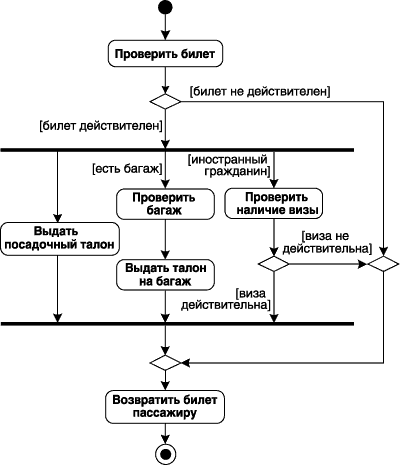 Проверить билет
[билет не действителен]
[билет действителен]
[есть багаж]
[иностранный
гражданин]
Проверить
багаж
Проверить
наличие визы
Выдать
посадочный талон
[виза не
действительна]
Выдать талон
на багаж
[виза
действительна]
Возвратить билет
пассажиру